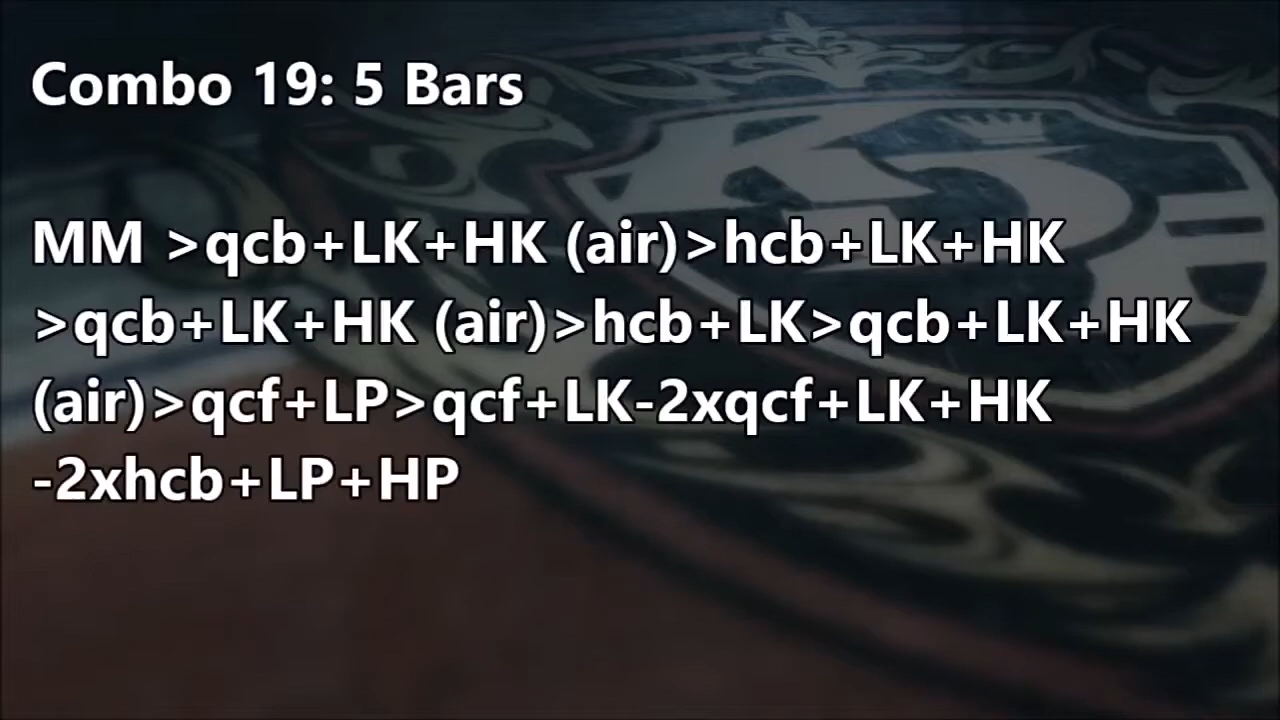 Combo 19: 5 Bars
MM >qcb+LK+HK (air)>hcb+LK+HK
>qcb+LK+HK (air)>hcb+LK>qcb+LK+HK
(air)>qcf+LP>qcf+LK-2xqcf+LK+HK
-2xhcb+LP+HP